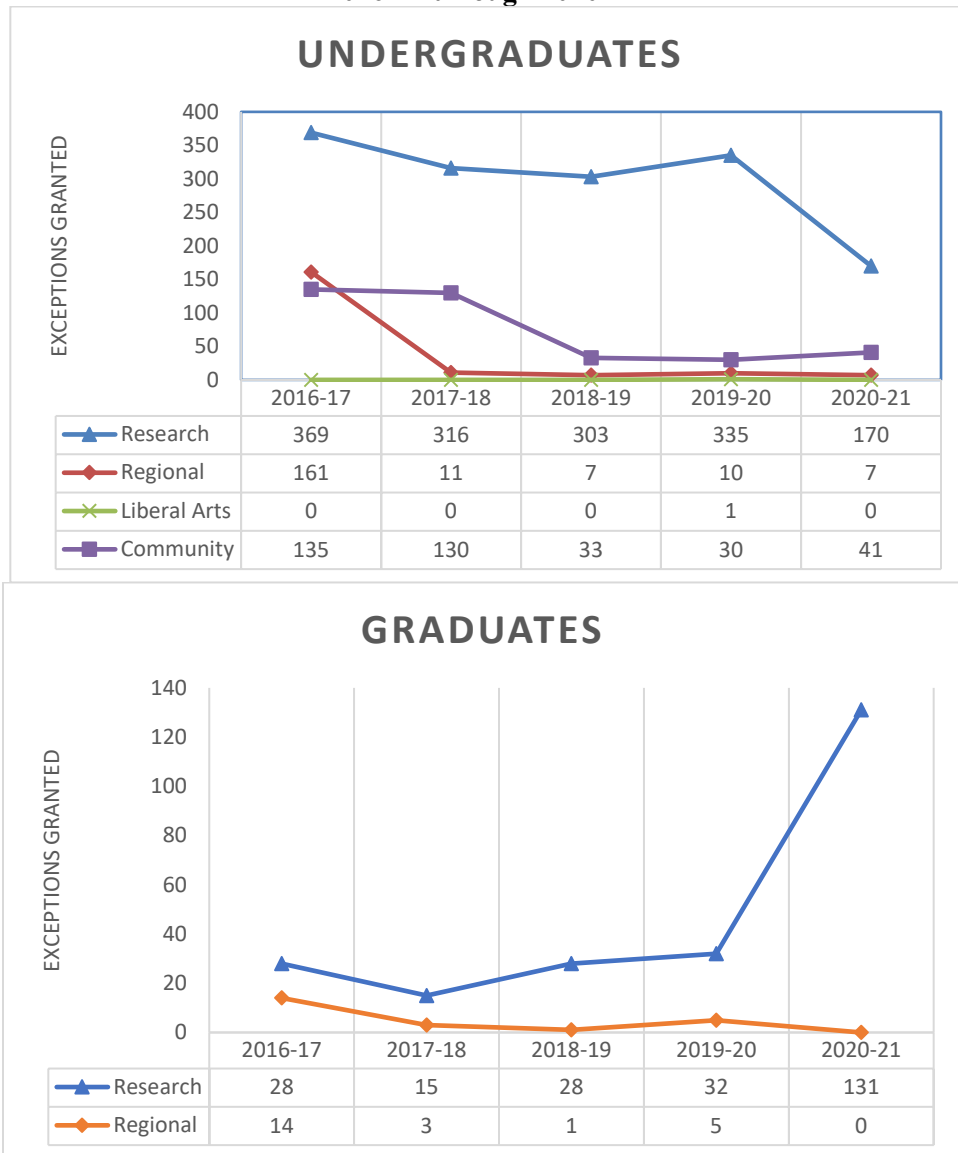 UNDERGRADUATES
EXCEPTIONS GRANTED
400
350
300
250
200
150
100
50
0
2016-17 2017-18 2018-19 2019-20 2020-21
Research 369 316 303 335 170
Regional 161 11 7 10 7
Liberal Arts 0 0 0 1 0
Community 135 130 33 30 41
GRADUATES
EXCEPTIONS GRANTED
140
120
100
80
60
40
20
0
2016-17 2017-18 2018-19 2019-20 2020-21
Research 28 15 28 32 131
Regional 14 3 1 5 0